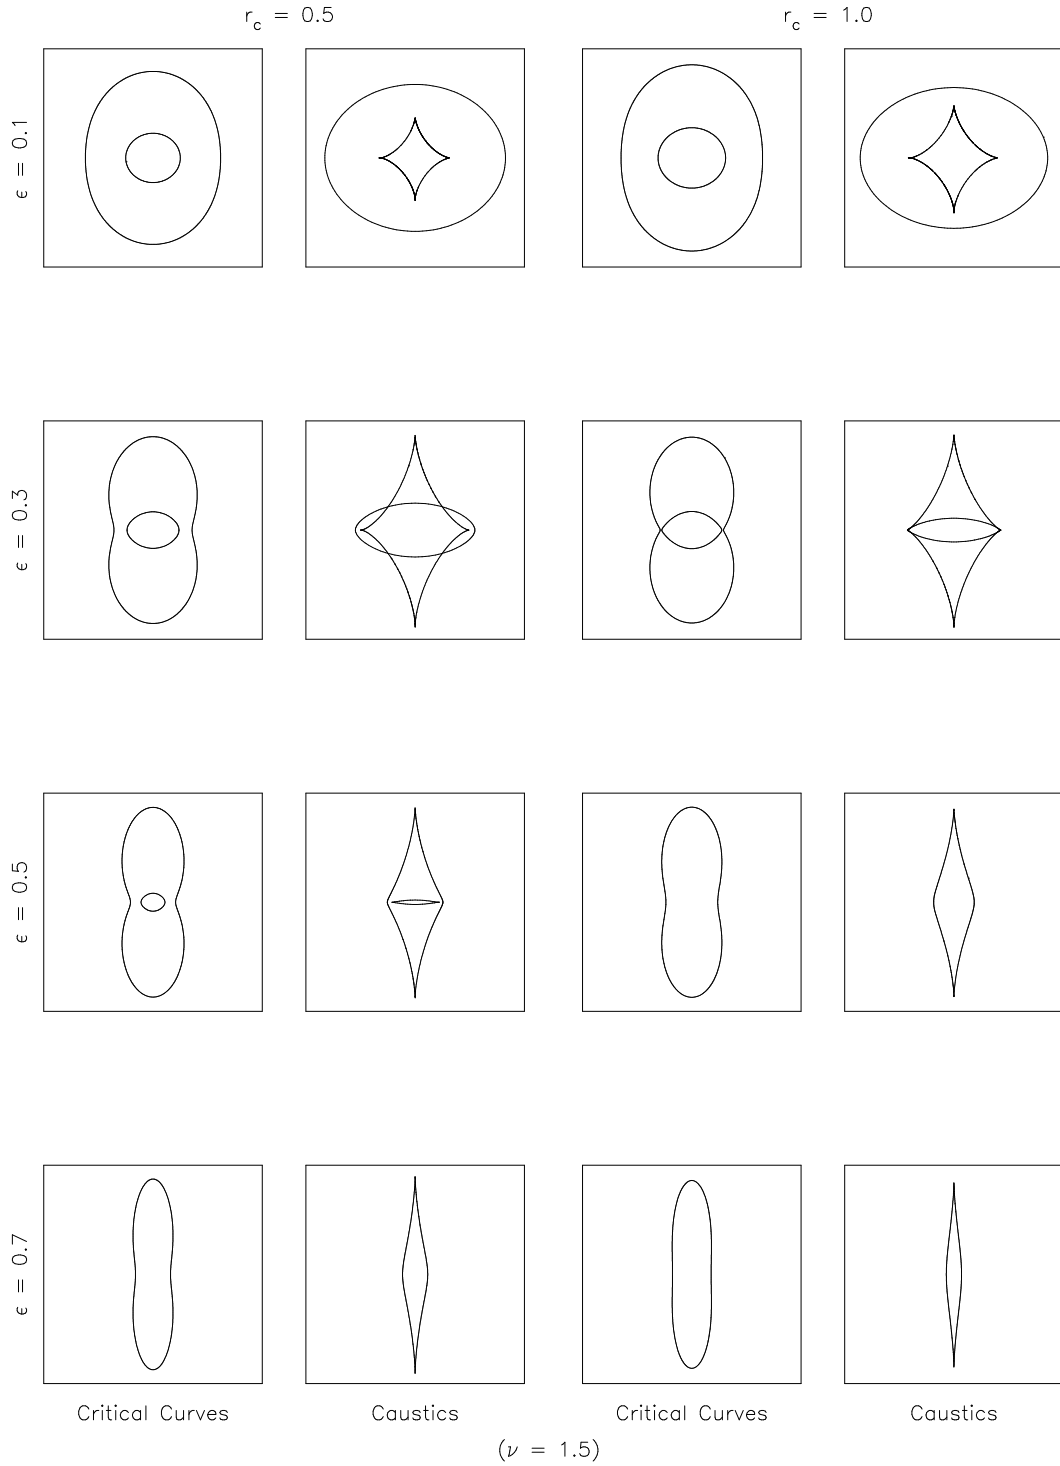 r_c = 0.5
r_c = 1.0
ϵ = 0.1
ϵ = 0.3
ϵ = 0.5
ϵ = 0.7
Critical Curves
Caustics
Critical Curves
Caustics
(ν = 1.5)